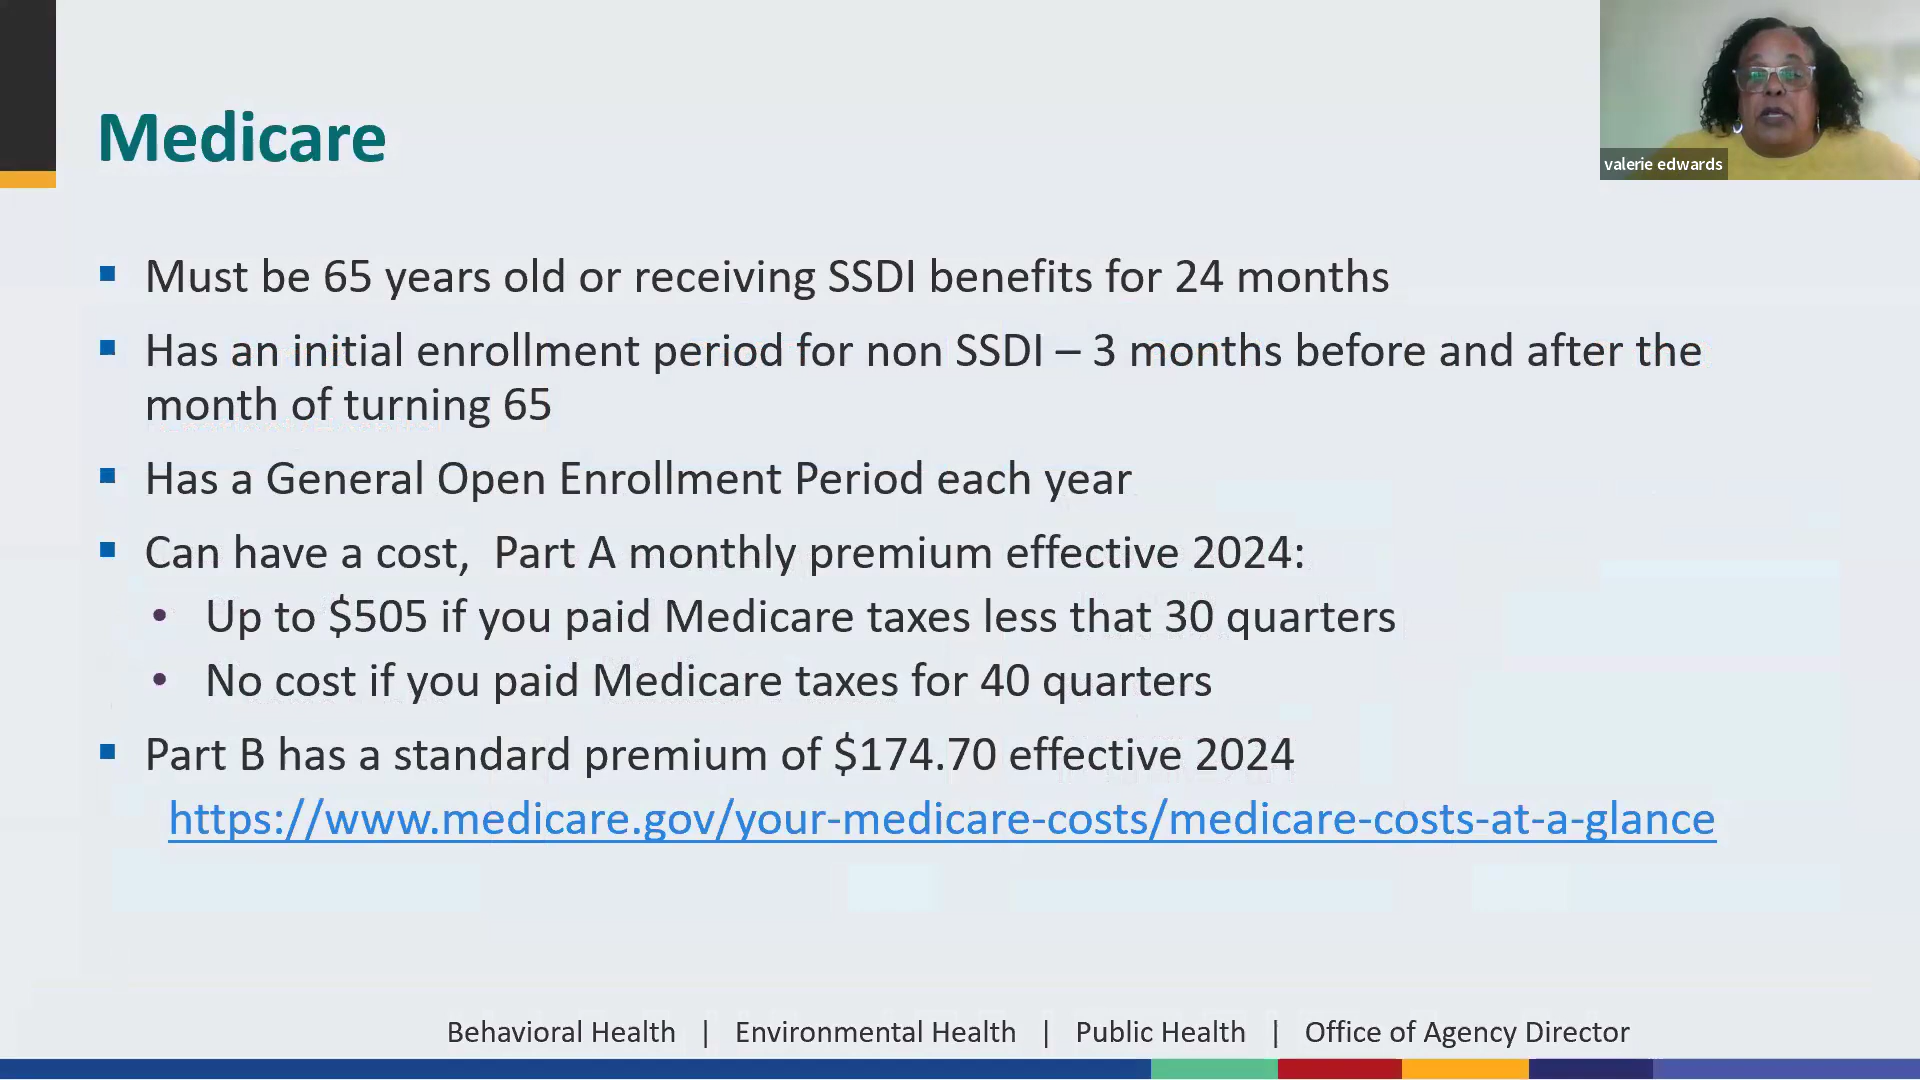 Medicare
valerie edwards
▪ Must be 65 years old or receiving SSDI benefits for 24 months
▪ Has an initial enrollment period for non SSDI – 3 months before and after the
month of turning 65
▪ Has a General Open Enrollment Period each year
▪ Can have a cost,  Part A monthly premium effective 2024:
• Up to $505 if you paid Medicare taxes less that 30 quarters
• No cost if you paid Medicare taxes for 40 quarters
▪ Part B has a standard premium of $174.70 effective 2024
https://www.medicare.gov/your-medicare-costs/medicare-costs-at-a-glance
Behavioral Health | Environmental Health | Public Health | Office of Agency Director